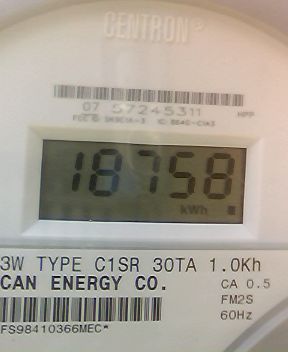 CENTRON®
07 57245311 HPP
18758
kWh
3W TYPE C1SR 30TA 1.0Kh
CAN ENERGY CO. CA 0.5
FM2S
60Hz
FS98410366MEC*